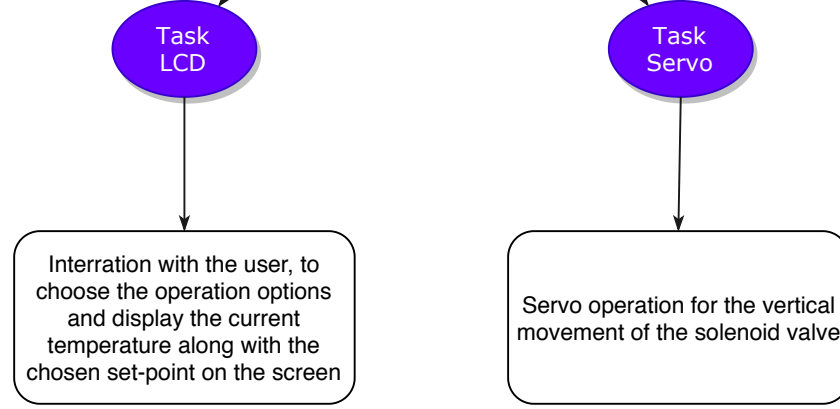 Task
LCD
Task
Servo
Interration with the user, to
choose the operation options
and display the current
temperature along with the
chosen set-point on the screen
Servo operation for the vertical
movement of the solenoid valve